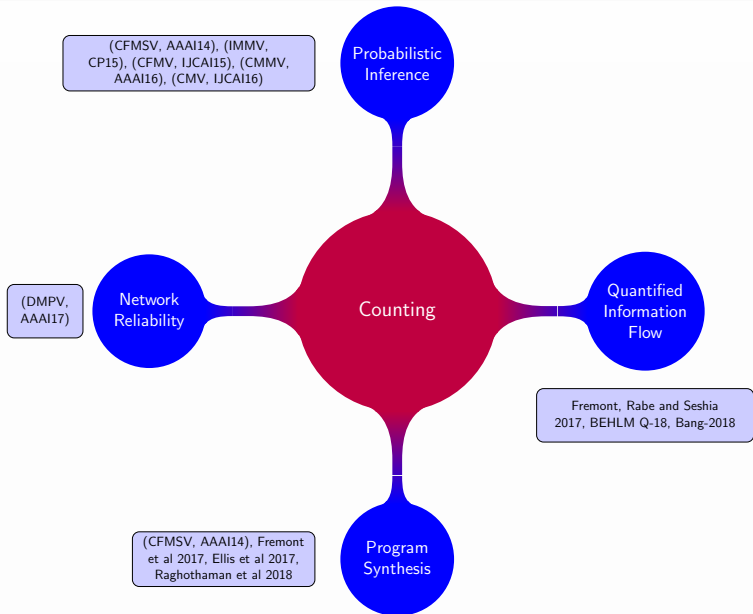 (CFMSV, AAAI14), (IMMV,
CP15), (CFMV, IJCAI15), (CMMV,
AAAI16), (CMV, IJCAI16)
Probabilistic
Inference
(DMPV,
AAAI17)
Network
Reliability
Counting
Quantified
Information
Flow
Fremont, Rabe and Seshia
2017, BEHLM Q-18, Bang-2018
(CFMSV, AAAI14), Fremont
et al 2017, Ellis et al 2017,
Raghothaman et al 2018
Program
Synthesis